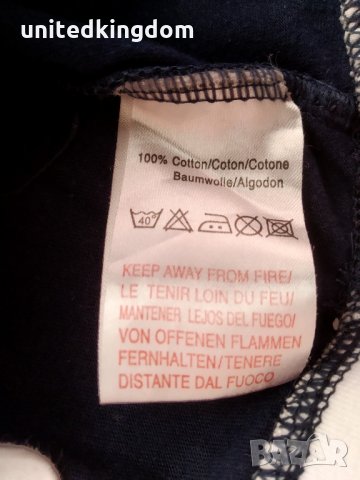 unitedkingdom
100% Cotton/Coton/Cotone
Baumwolle/Algodon
40
KEEP AWAY FROM FIRE/
LE TENIR LOIN DU FEU/
MANTENER LEJOS DEL FUEGO/
VON OFFENEN FLAMMEN
FERNHALTEN/TENERE
DISTANTE DAL FUOCO
BAZAR